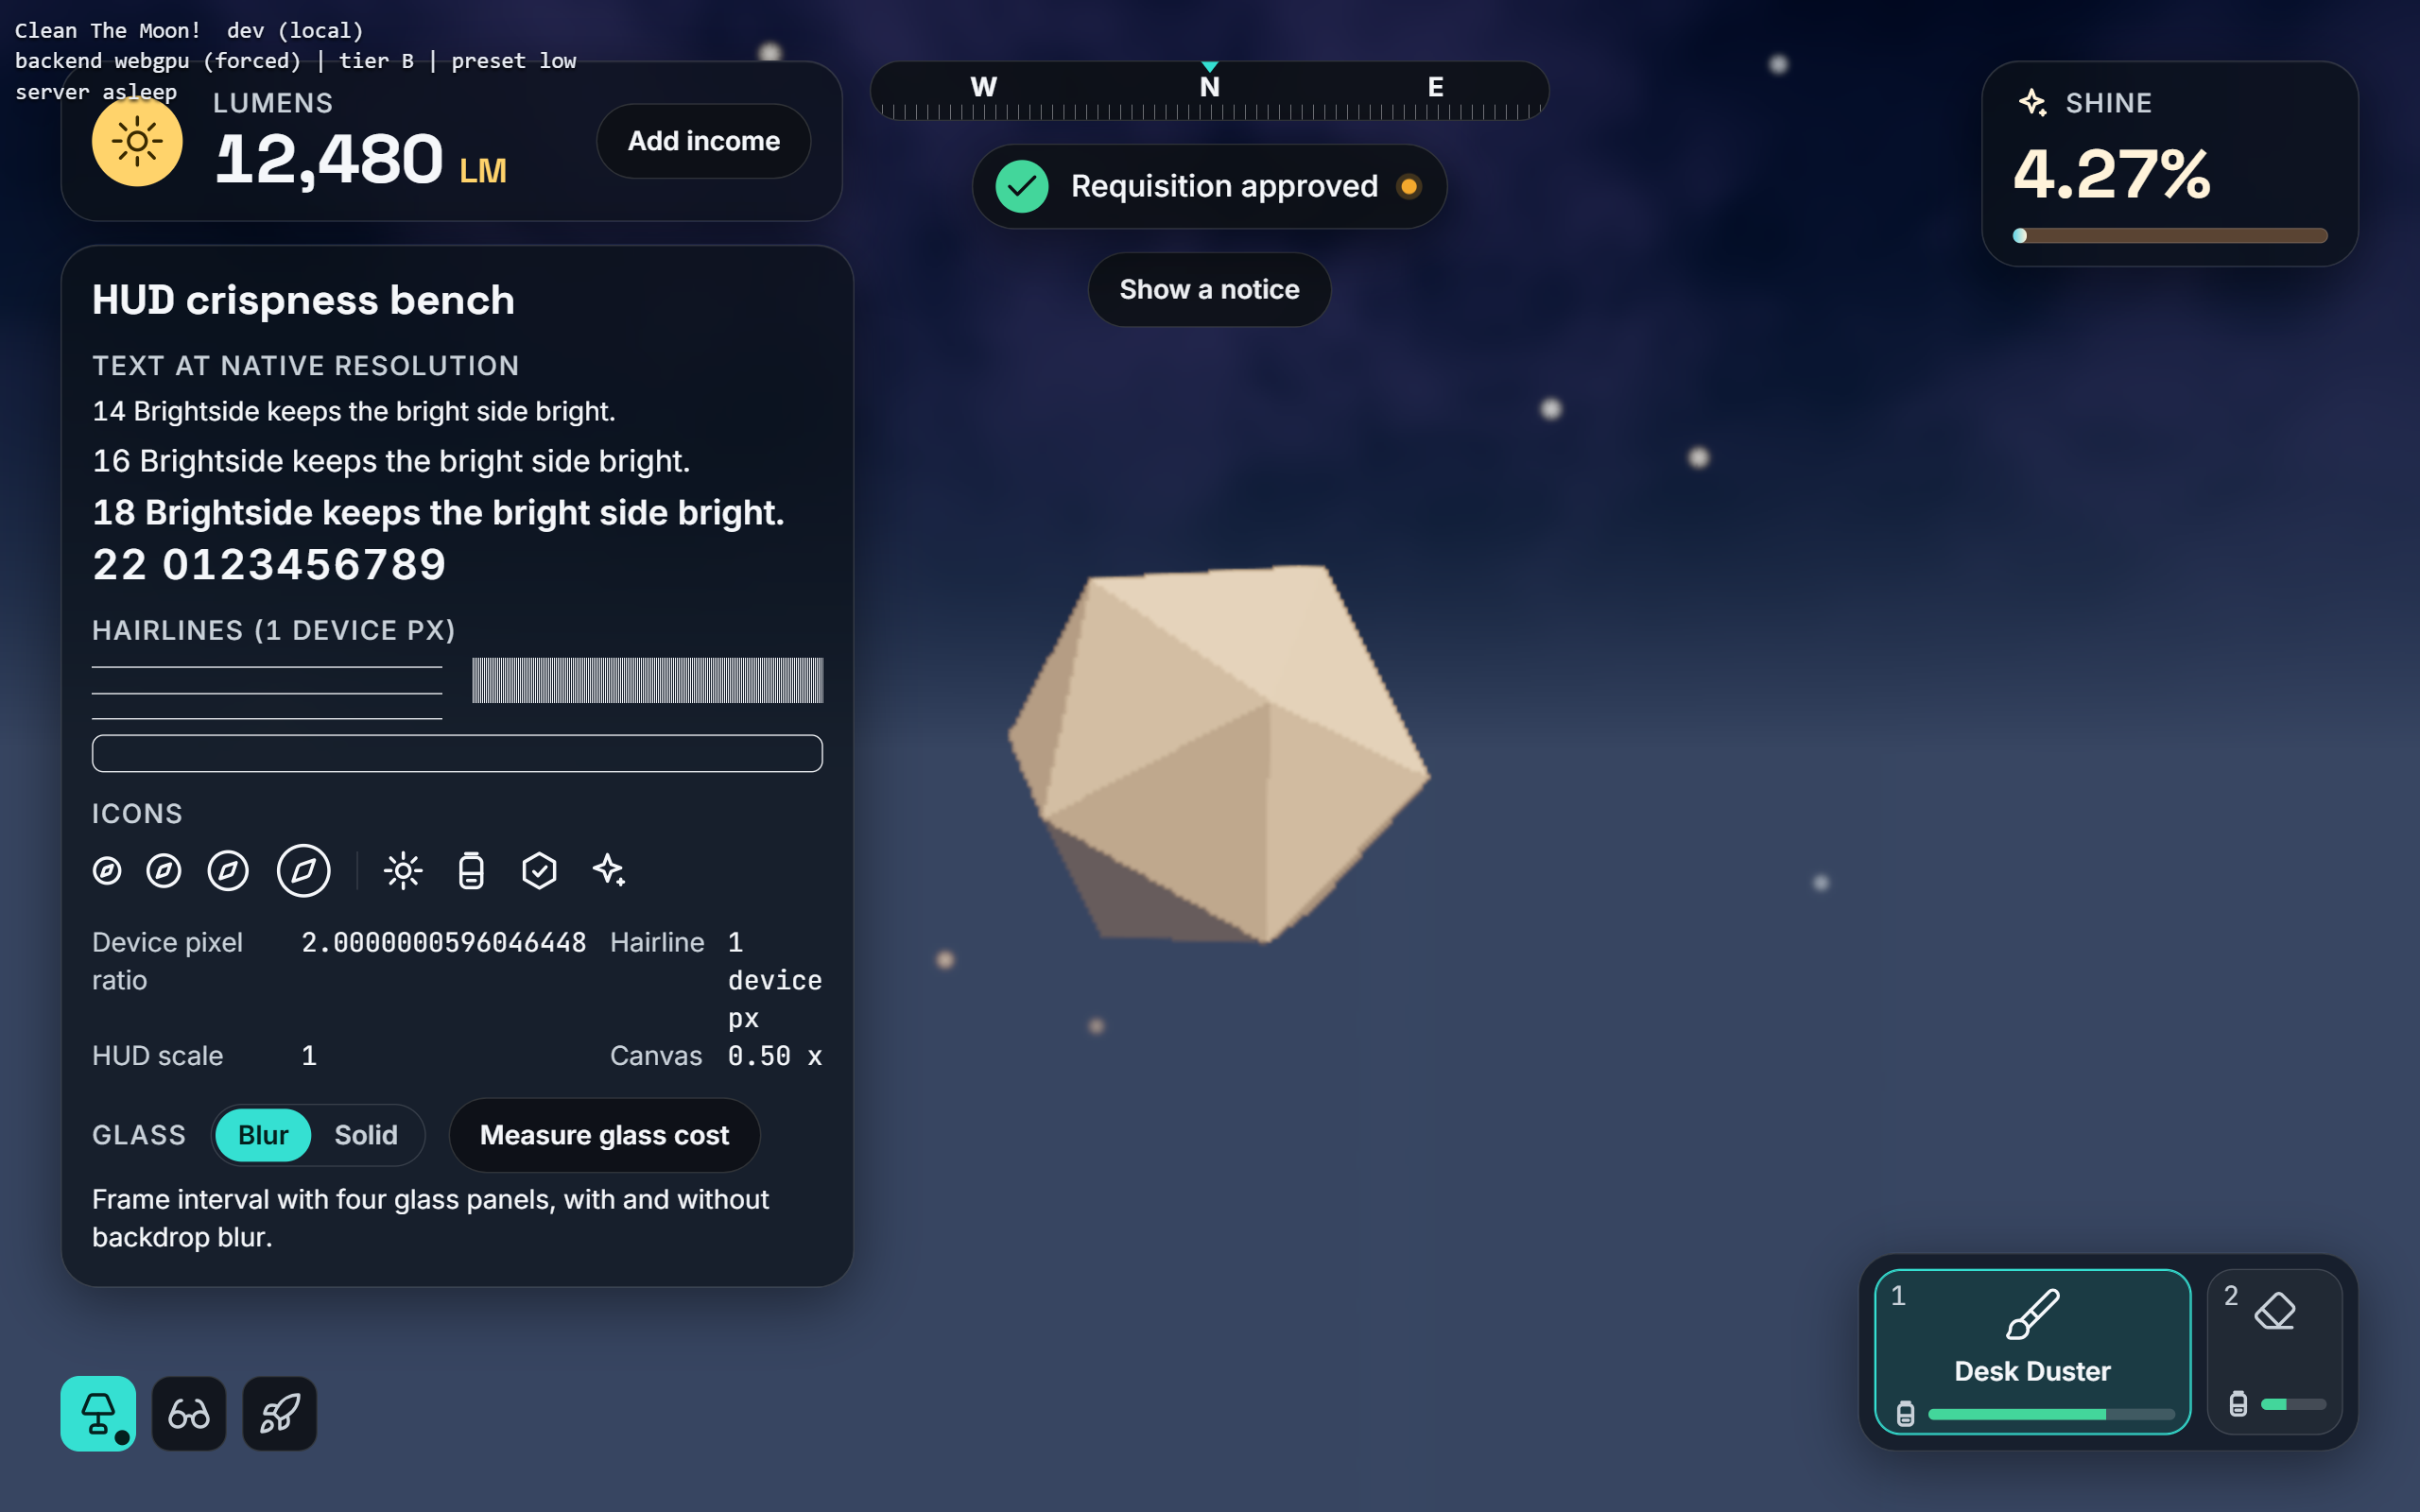 Clean The Moon!  dev (local)
backend webgpu (forced) | tier B | preset low
server asleep
LUMENS
12,480 LM
Add income
W N E
Requisition approved
Show a notice
SHINE
4.27%
HUD crispness bench
TEXT AT NATIVE RESOLUTION
14 Brightside keeps the bright side bright.
16 Brightside keeps the bright side bright.
18 Brightside keeps the bright side bright.
22 0123456789
HAIRLINES (1 DEVICE PX)
ICONS
Device pixel ratio 2.0000000596046448 Hairline 1 device px
HUD scale 1 Canvas 0.50 x
GLASS Blur Solid Measure glass cost
Frame interval with four glass panels, with and without
backdrop blur.
1
Desk Duster
2